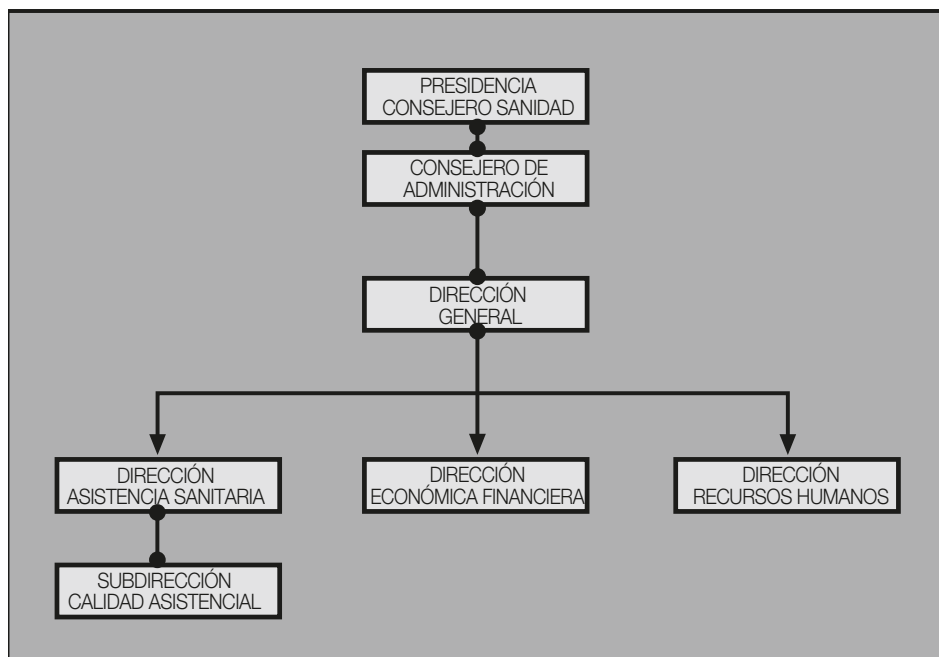 PRESIDENCIA
CONSEJERO SANIDAD
CONSEJERO DE
ADMINISTRACIÓN
DIRECCIÓN
GENERAL
DIRECCIÓN
ASISTENCIA SANITARIA
DIRECCIÓN
ECONÓMICA FINANCIERA
DIRECCIÓN
RECURSOS HUMANOS
SUBDIRECCIÓN
CALIDAD ASISTENCIAL